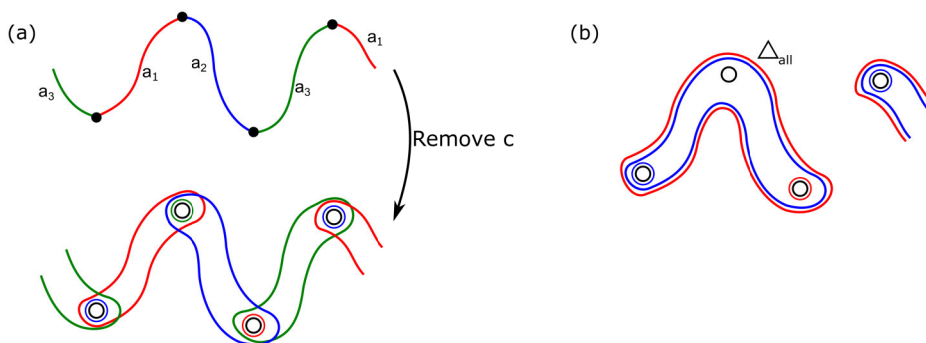 (a)
a₃
a₁
a₂
a₃
a₁
Remove c
(b)
△all